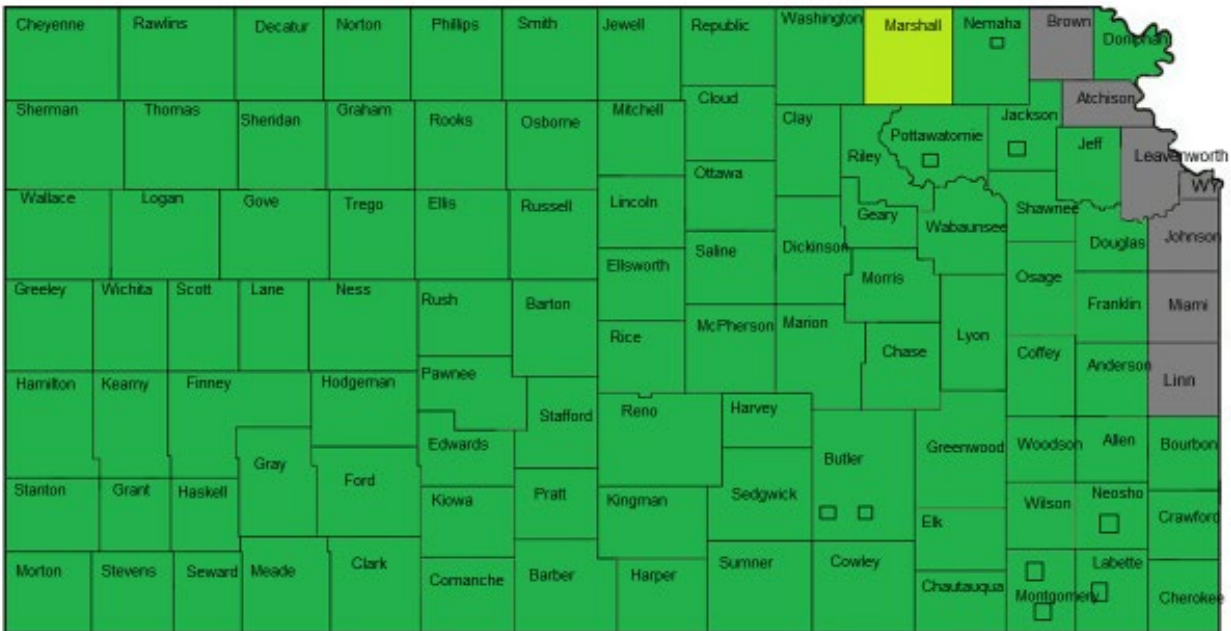 Cheyenne Rawlins Decatur Norton Phillips Smith Jewell Republic Washington Marshall Nemaha Brown Doniphan
Sherman Thomas Sheridan Graham Rooks Osborne Mitchell Cloud Clay Riley Pottawatomie Jackson Atchison
Jeff Leavenworth
Ottawa
WY
Wallace Logan Gove Trego Ellis Russell Lincoln Geary Wabaunsee Shawnee
Saline Dickinson Douglas Johnson
Ellsworth Morris Osage
Greeley Wichita Scott Lane Ness Rush Barton Franklin Miami
Rice McPherson Marion Chase Lyon Coffey Anderson Linn
Hamilton Kearny Finney Hodgeman Pawnee Stafford Reno Harvey
Edwards Greenwood Woodson Allen Bourbon
Gray Ford Butler
Stanton Grant Haskell Kiowa Pratt Kingman Sedgwick Wilson Neosho
Elk Crawford
Morton Stevens Seward Meade Clark Comanche Barber Harper Sumner Cowley Labette
Chautauqua Montgomery Cherokee